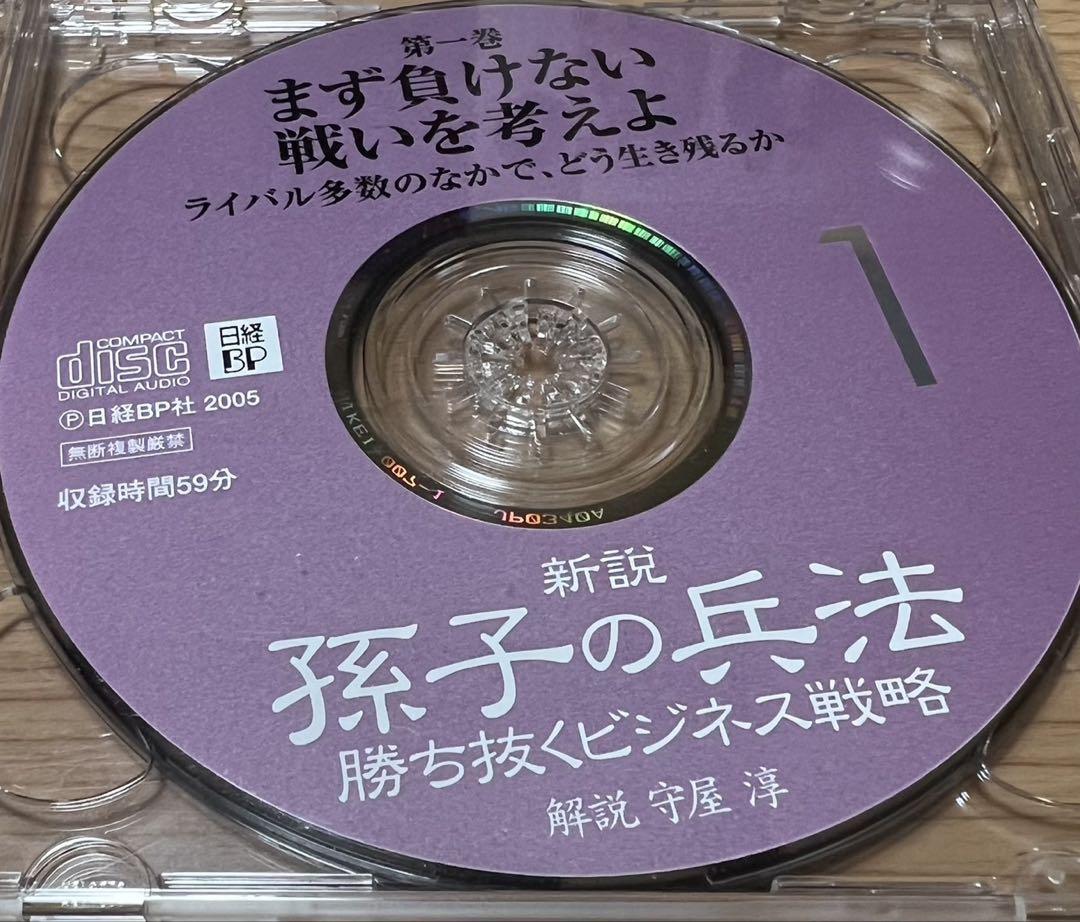 第一巻
まず負けない
戦いを考えよ
ライバル多数のなかで、どう生き残るか
1
COMPACT
disc
DIGITAL AUDIO
日経
BP
Ⓟ日経BP社 2005
無断複製厳禁
収録時間59分
新説
孫子の兵法
勝ち抜くビジネス戦略
解説 守屋 淳